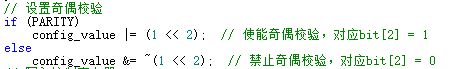 // 设置奇偶校验
if (PARITY)
    config_value |= (1 << 2);  // 使能奇偶校验，对应bit[2] = 1
else
    config_value &= ~(1 << 2);  // 禁止奇偶校验，对应bit[2] = 0